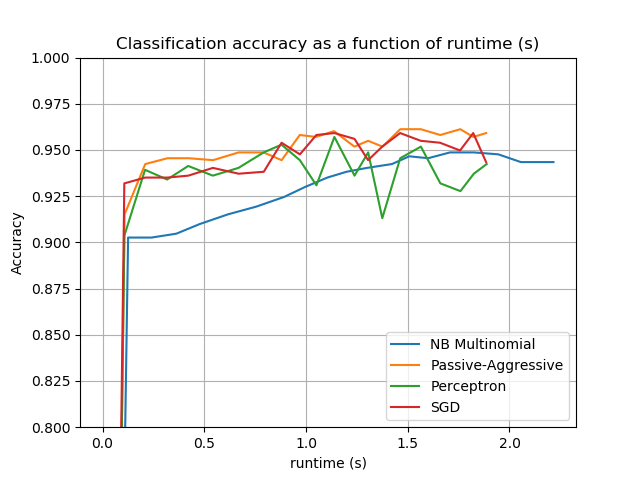 Classification accuracy as a function of runtime (s)
1.000
0.975
0.950
0.925
0.900
0.875
0.850
0.825
0.800
Accuracy
NB Multinomial
Passive-Aggressive
Perceptron
SGD
0.0 0.5 1.0 1.5 2.0
runtime (s)